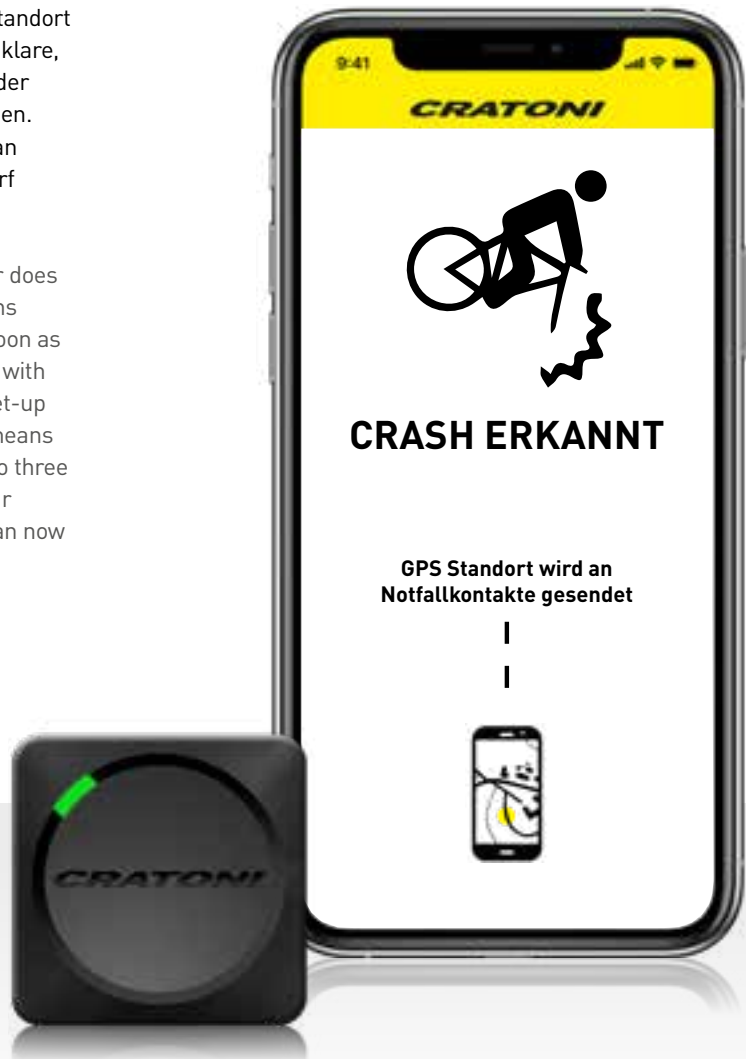 tandort
klare,
der
en.
an
rf
r does
ns
oon as
with
et-up
neans
o three
r
an now
9:41
CRATONI
CRASH ERKANNT
GPS Standort wird an
Notfallkontakte gesendet
CRATONI